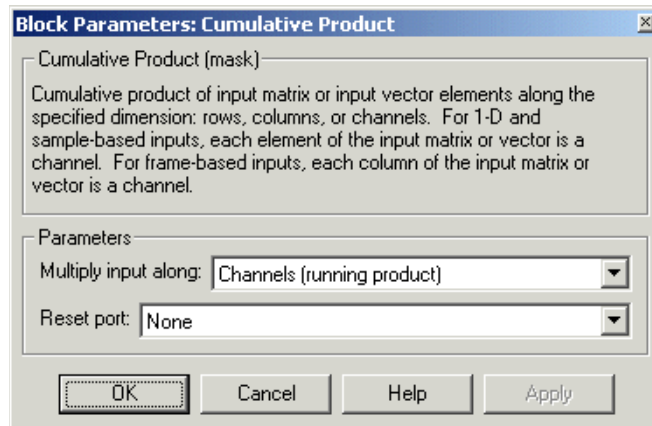 Block Parameters: Cumulative Product
Cumulative Product (mask)
Cumulative product of input matrix or input vector elements along the
specified dimension: rows, columns, or channels.  For 1-D and
sample-based inputs, each element of the input matrix or vector is a
channel.  For frame-based inputs, each column of the input matrix or
vector is a channel.
Parameters
Multiply input along: Channels (running product)
Reset port: None
OK Cancel Help Apply